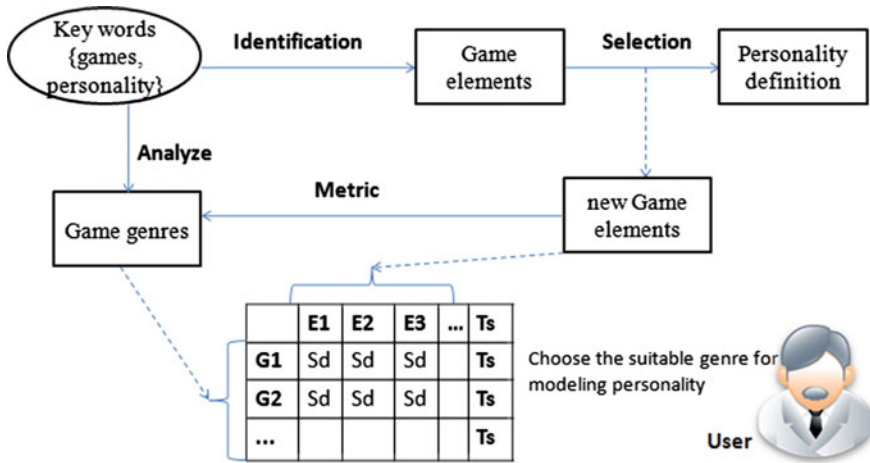 Key words
{games,
personality}
Identification
Game
elements
Selection
Personality
definition
Analyze
Metric
Game genres
new Game
elements
E1 E2 E3 ... Ts
G1 Sd Sd Sd Ts
G2 Sd Sd Sd Ts
... Ts
Choose the suitable genre for
modeling personality
User